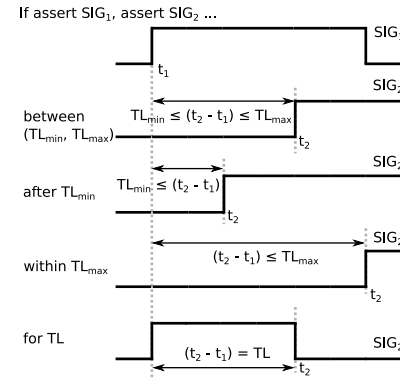 If assert SIG₁, assert SIG₂ ...
SIG₁
t₁
SIG₂
between
(TLmin, TLmax)
TLmin ≤ (t₂ - t₁) ≤ TLmax
t₂
SIG₂
after TLmin
TLmin ≤ (t₂ - t₁)
t₂
SIG₂
within TLmax
(t₂ - t₁) ≤ TLmax
t₂
for TL
(t₂ - t₁) = TL
SIG₂
t₂